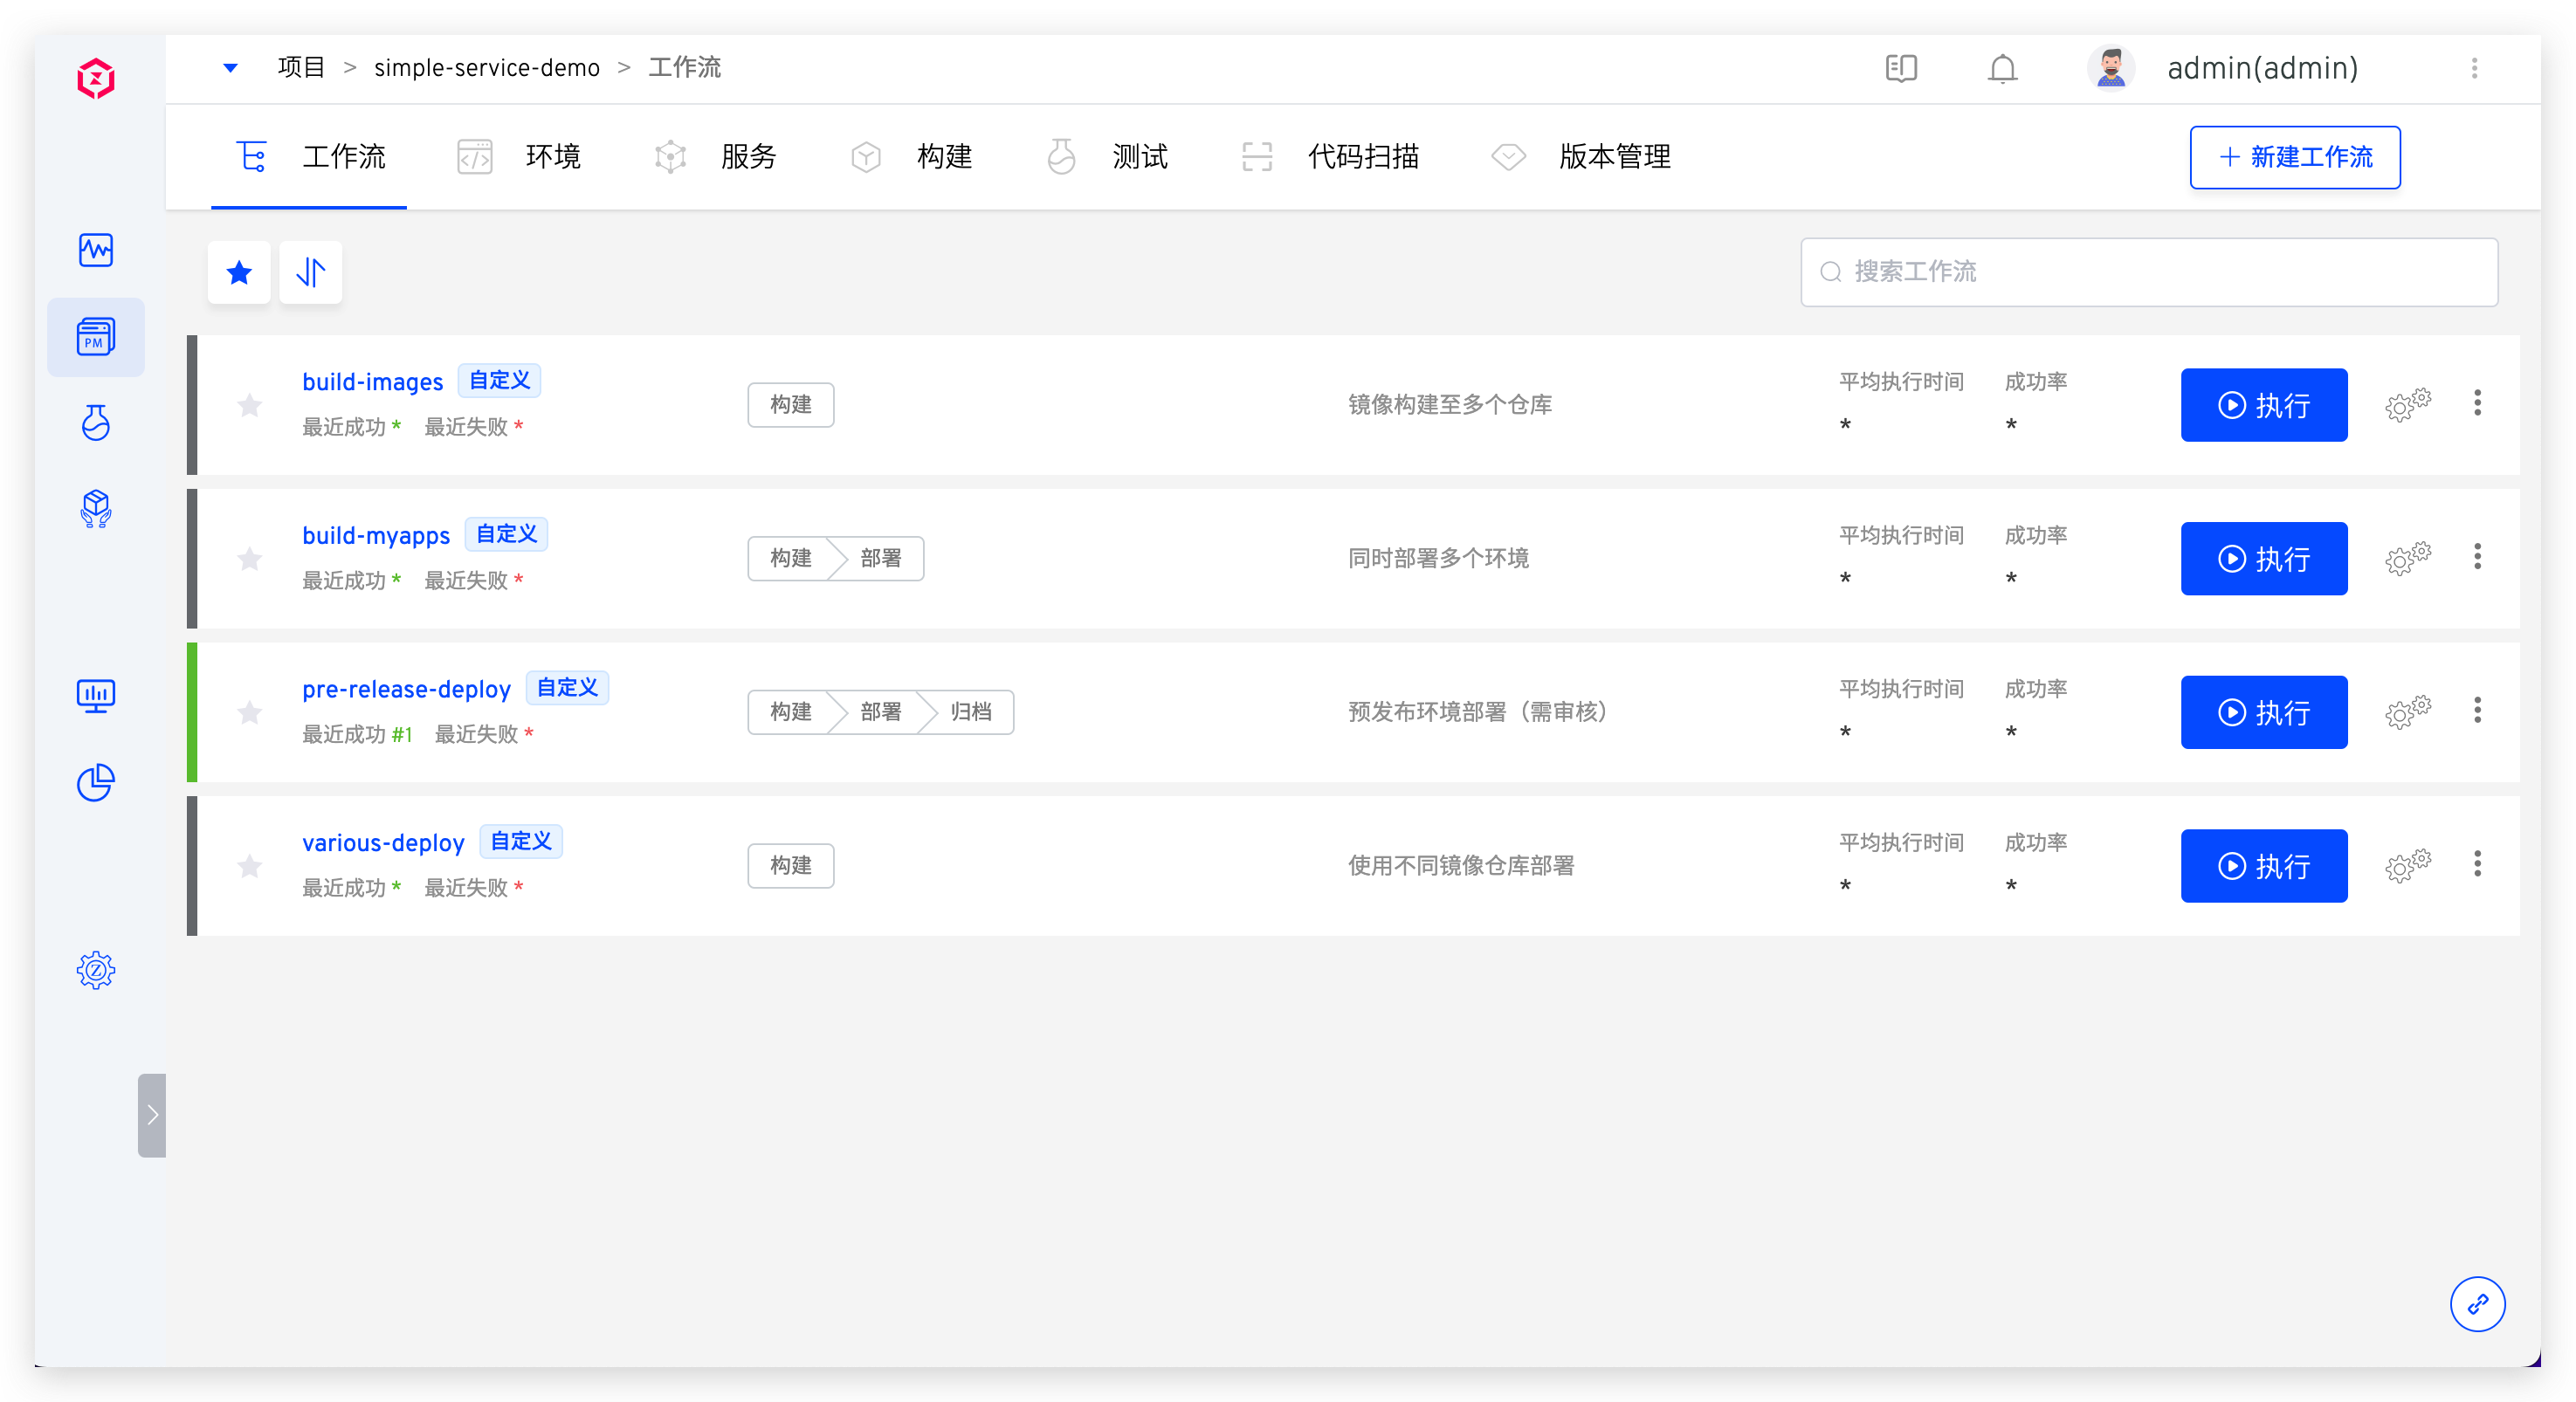 项目 > simple-service-demo > 工作流
admin(admin)
工作流 环境 服务 构建 测试 代码扫描 版本管理
+ 新建工作流
搜索工作流
PM
build-images 自定义
最近成功 * 最近失败 *
构建
镜像构建至多个仓库
平均执行时间 成功率
* *
执行
build-myapps 自定义
最近成功 * 最近失败 *
构建 部署
同时部署多个环境
平均执行时间 成功率
* *
执行
pre-release-deploy 自定义
最近成功 #1 最近失败 *
构建 部署 归档
预发布环境部署（需审核）
平均执行时间 成功率
* *
执行
various-deploy 自定义
最近成功 * 最近失败 *
构建
使用不同镜像仓库部署
平均执行时间 成功率
* *
执行